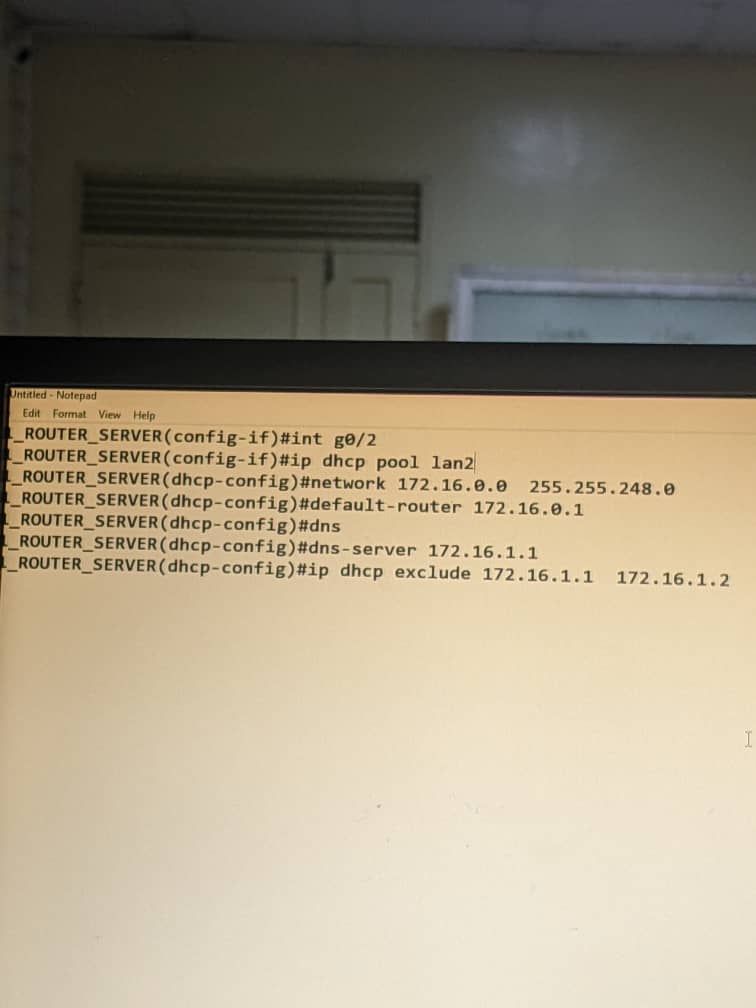 Untitled - Notepad
Edit Format View Help
_ROUTER_SERVER(config-if)#int g0/2
_ROUTER_SERVER(config-if)#ip dhcp pool lan2
_ROUTER_SERVER(dhcp-config)#network 172.16.0.0  255.255.248.0
_ROUTER_SERVER(dhcp-config)#default-router 172.16.0.1
_ROUTER_SERVER(dhcp-config)#dns
_ROUTER_SERVER(dhcp-config)#dns-server 172.16.1.1
_ROUTER_SERVER(dhcp-config)#ip dhcp exclude 172.16.1.1  172.16.1.2